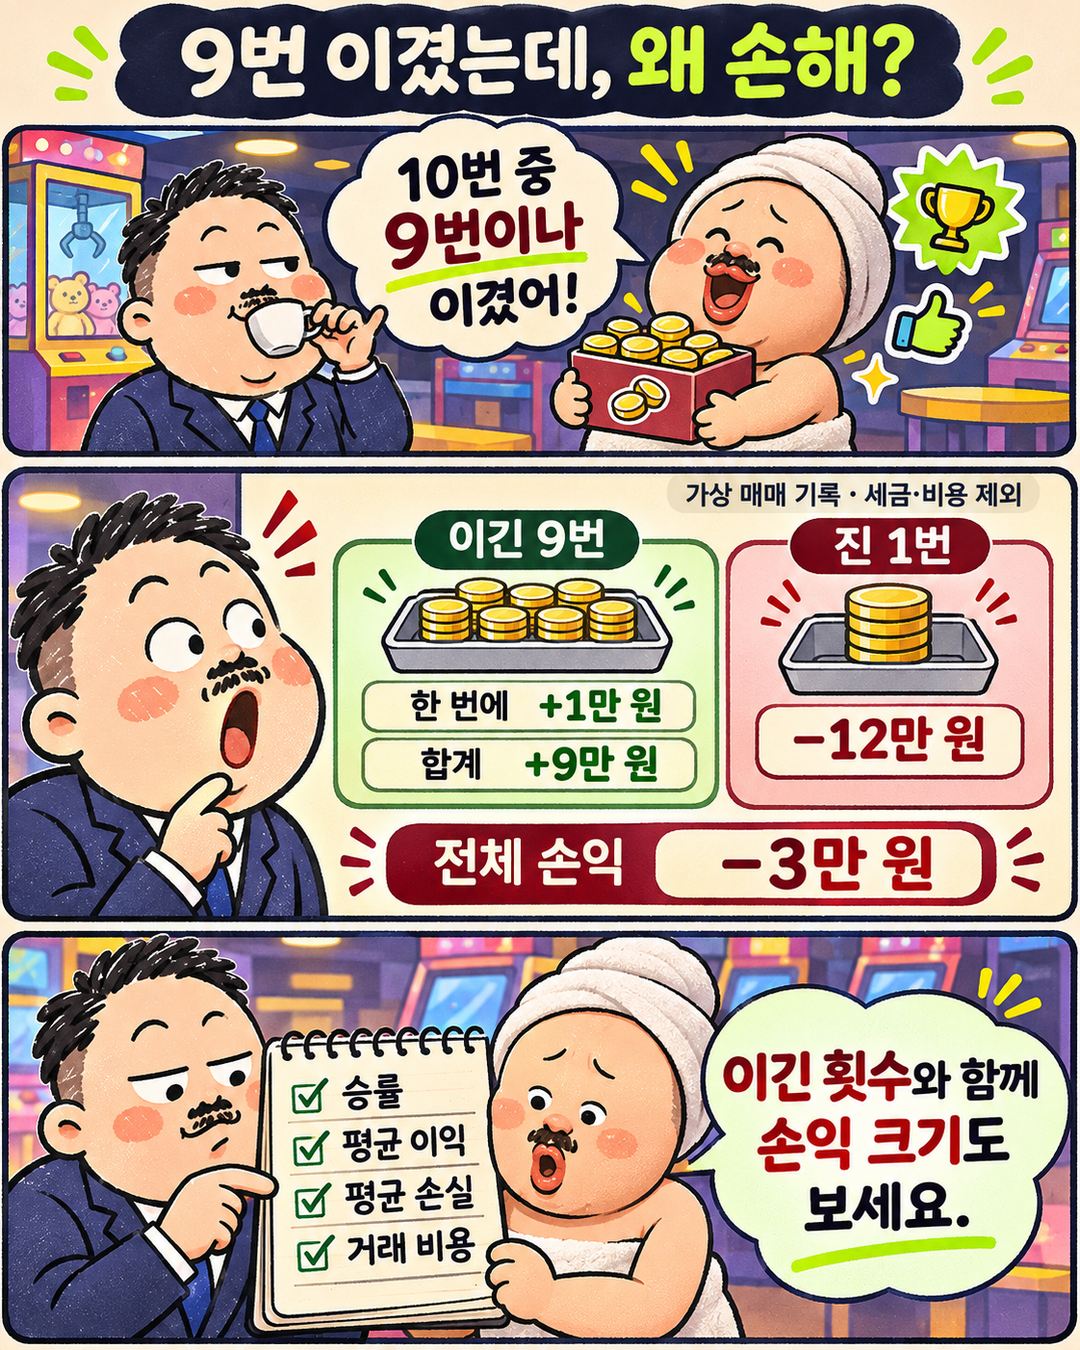 9번 이겼는데, 왜 손해?
10번 중
9번이나
이겼어!
가상 매매 기록 · 세금·비용 제외
이긴 9번
한 번에 +1만 원
합계 +9만 원
진 1번
−12만 원
전체 손익 −3만 원
승률
평균 이익
평균 손실
거래 비용
이긴 횟수와 함께
손익 크기도
보세요.